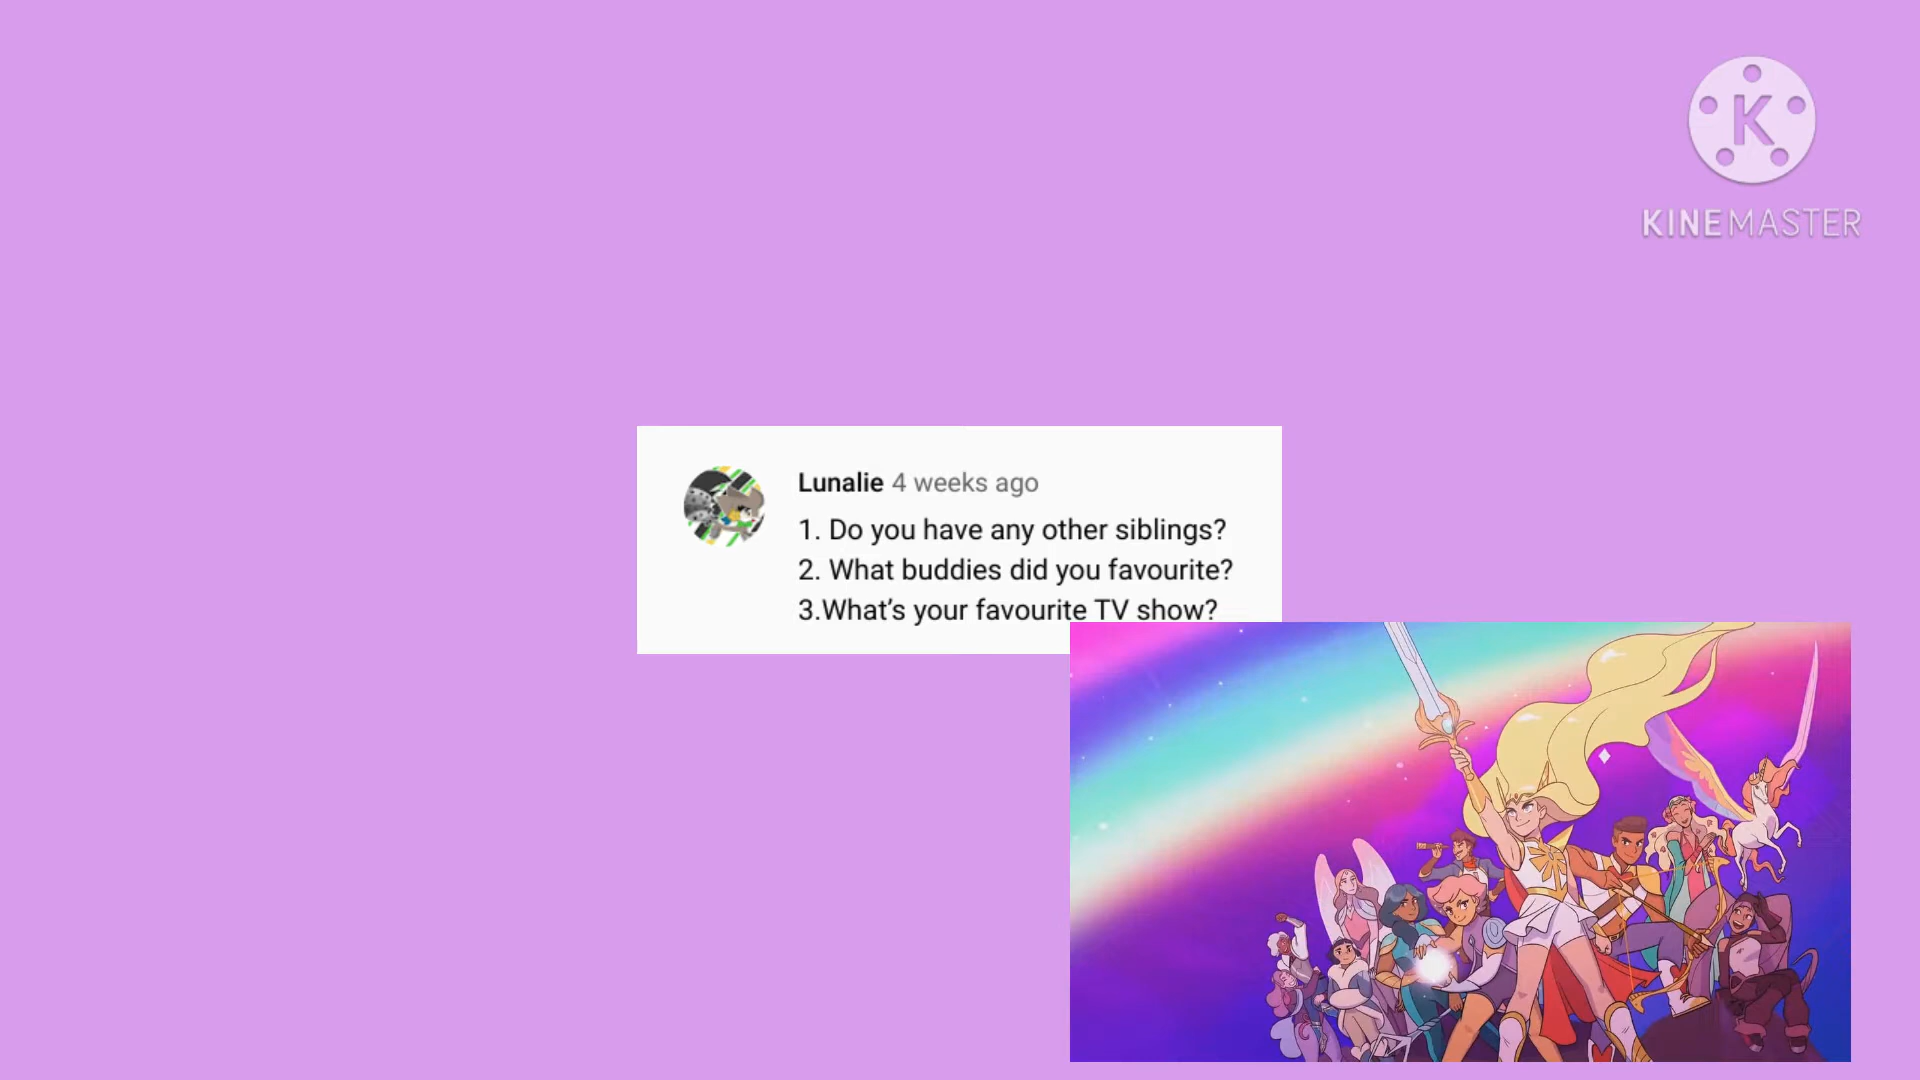 K
KINEMASTER
Lunalie 4 weeks ago
1. Do you have any other siblings?
2. What buddies did you favourite?
3.What's your favourite TV show?